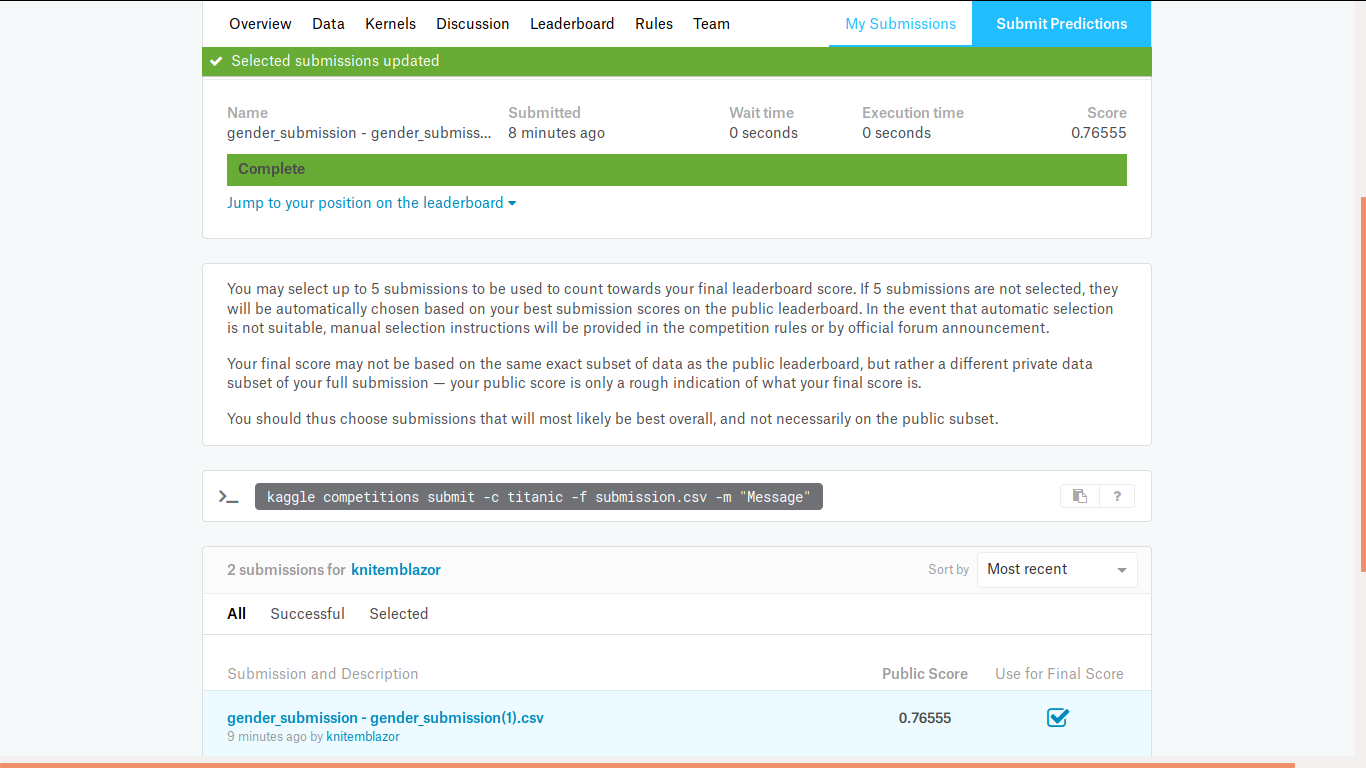 Overview Data Kernels Discussion Leaderboard Rules Team My Submissions Submit Predictions
Selected submissions updated
Name Submitted Wait time Execution time Score
gender_submission - gender_submiss... 8 minutes ago 0 seconds 0 seconds 0.76555
Complete
Jump to your position on the leaderboard
You may select up to 5 submissions to be used to count towards your final leaderboard score. If 5 submissions are not selected, they
will be automatically chosen based on your best submission scores on the public leaderboard. In the event that automatic selection
is not suitable, manual selection instructions will be provided in the competition rules or by official forum announcement.
Your final score may not be based on the same exact subset of data as the public leaderboard, but rather a different private data
subset of your full submission — your public score is only a rough indication of what your final score is.
You should thus choose submissions that will most likely be best overall, and not necessarily on the public subset.
>_ kaggle competitions submit -c titanic -f submission.csv -m "Message" ?
2 submissions for knitemblazor Sort by Most recent
All Successful Selected
Submission and Description Public Score Use for Final Score
gender_submission - gender_submission(1).csv 0.76555
9 minutes ago by knitemblazor